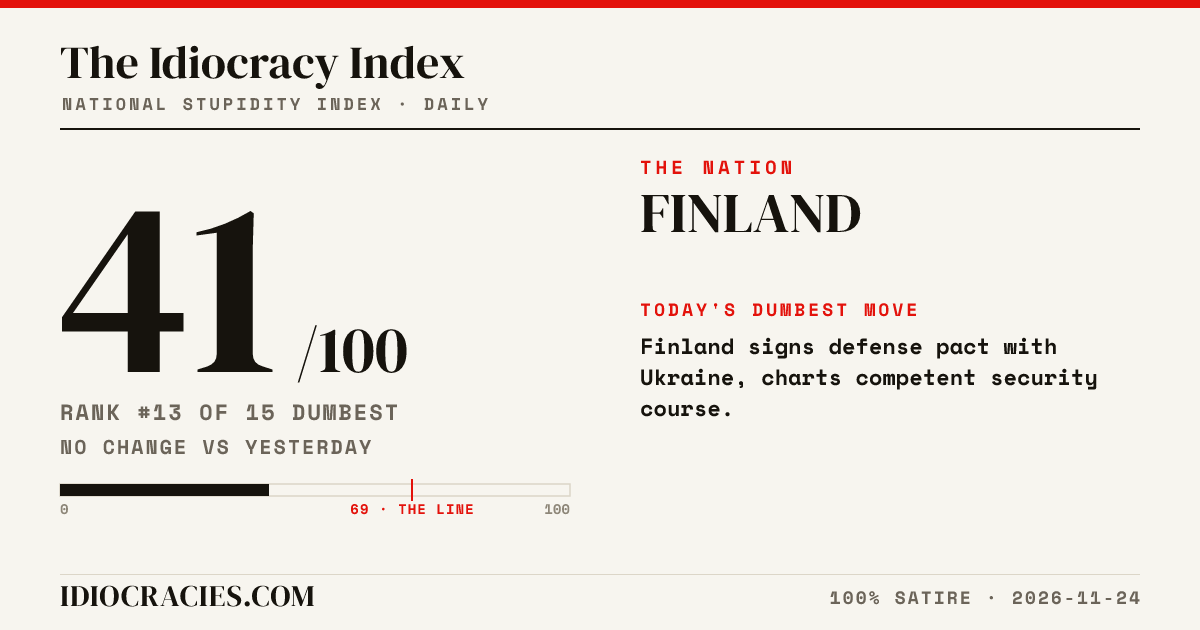 The Idiocracy Index
NATIONAL STUPIDITY INDEX · DAILY
41 /100
RANK #13 OF 15 DUMBEST
NO CHANGE VS YESTERDAY
0
69 · THE LINE
100
THE NATION
FINLAND
TODAY'S DUMBEST MOVE
Finland signs defense pact with
Ukraine, charts competent security
course.
IDIOCRACIES.COM
100% SATIRE · 2026-11-24